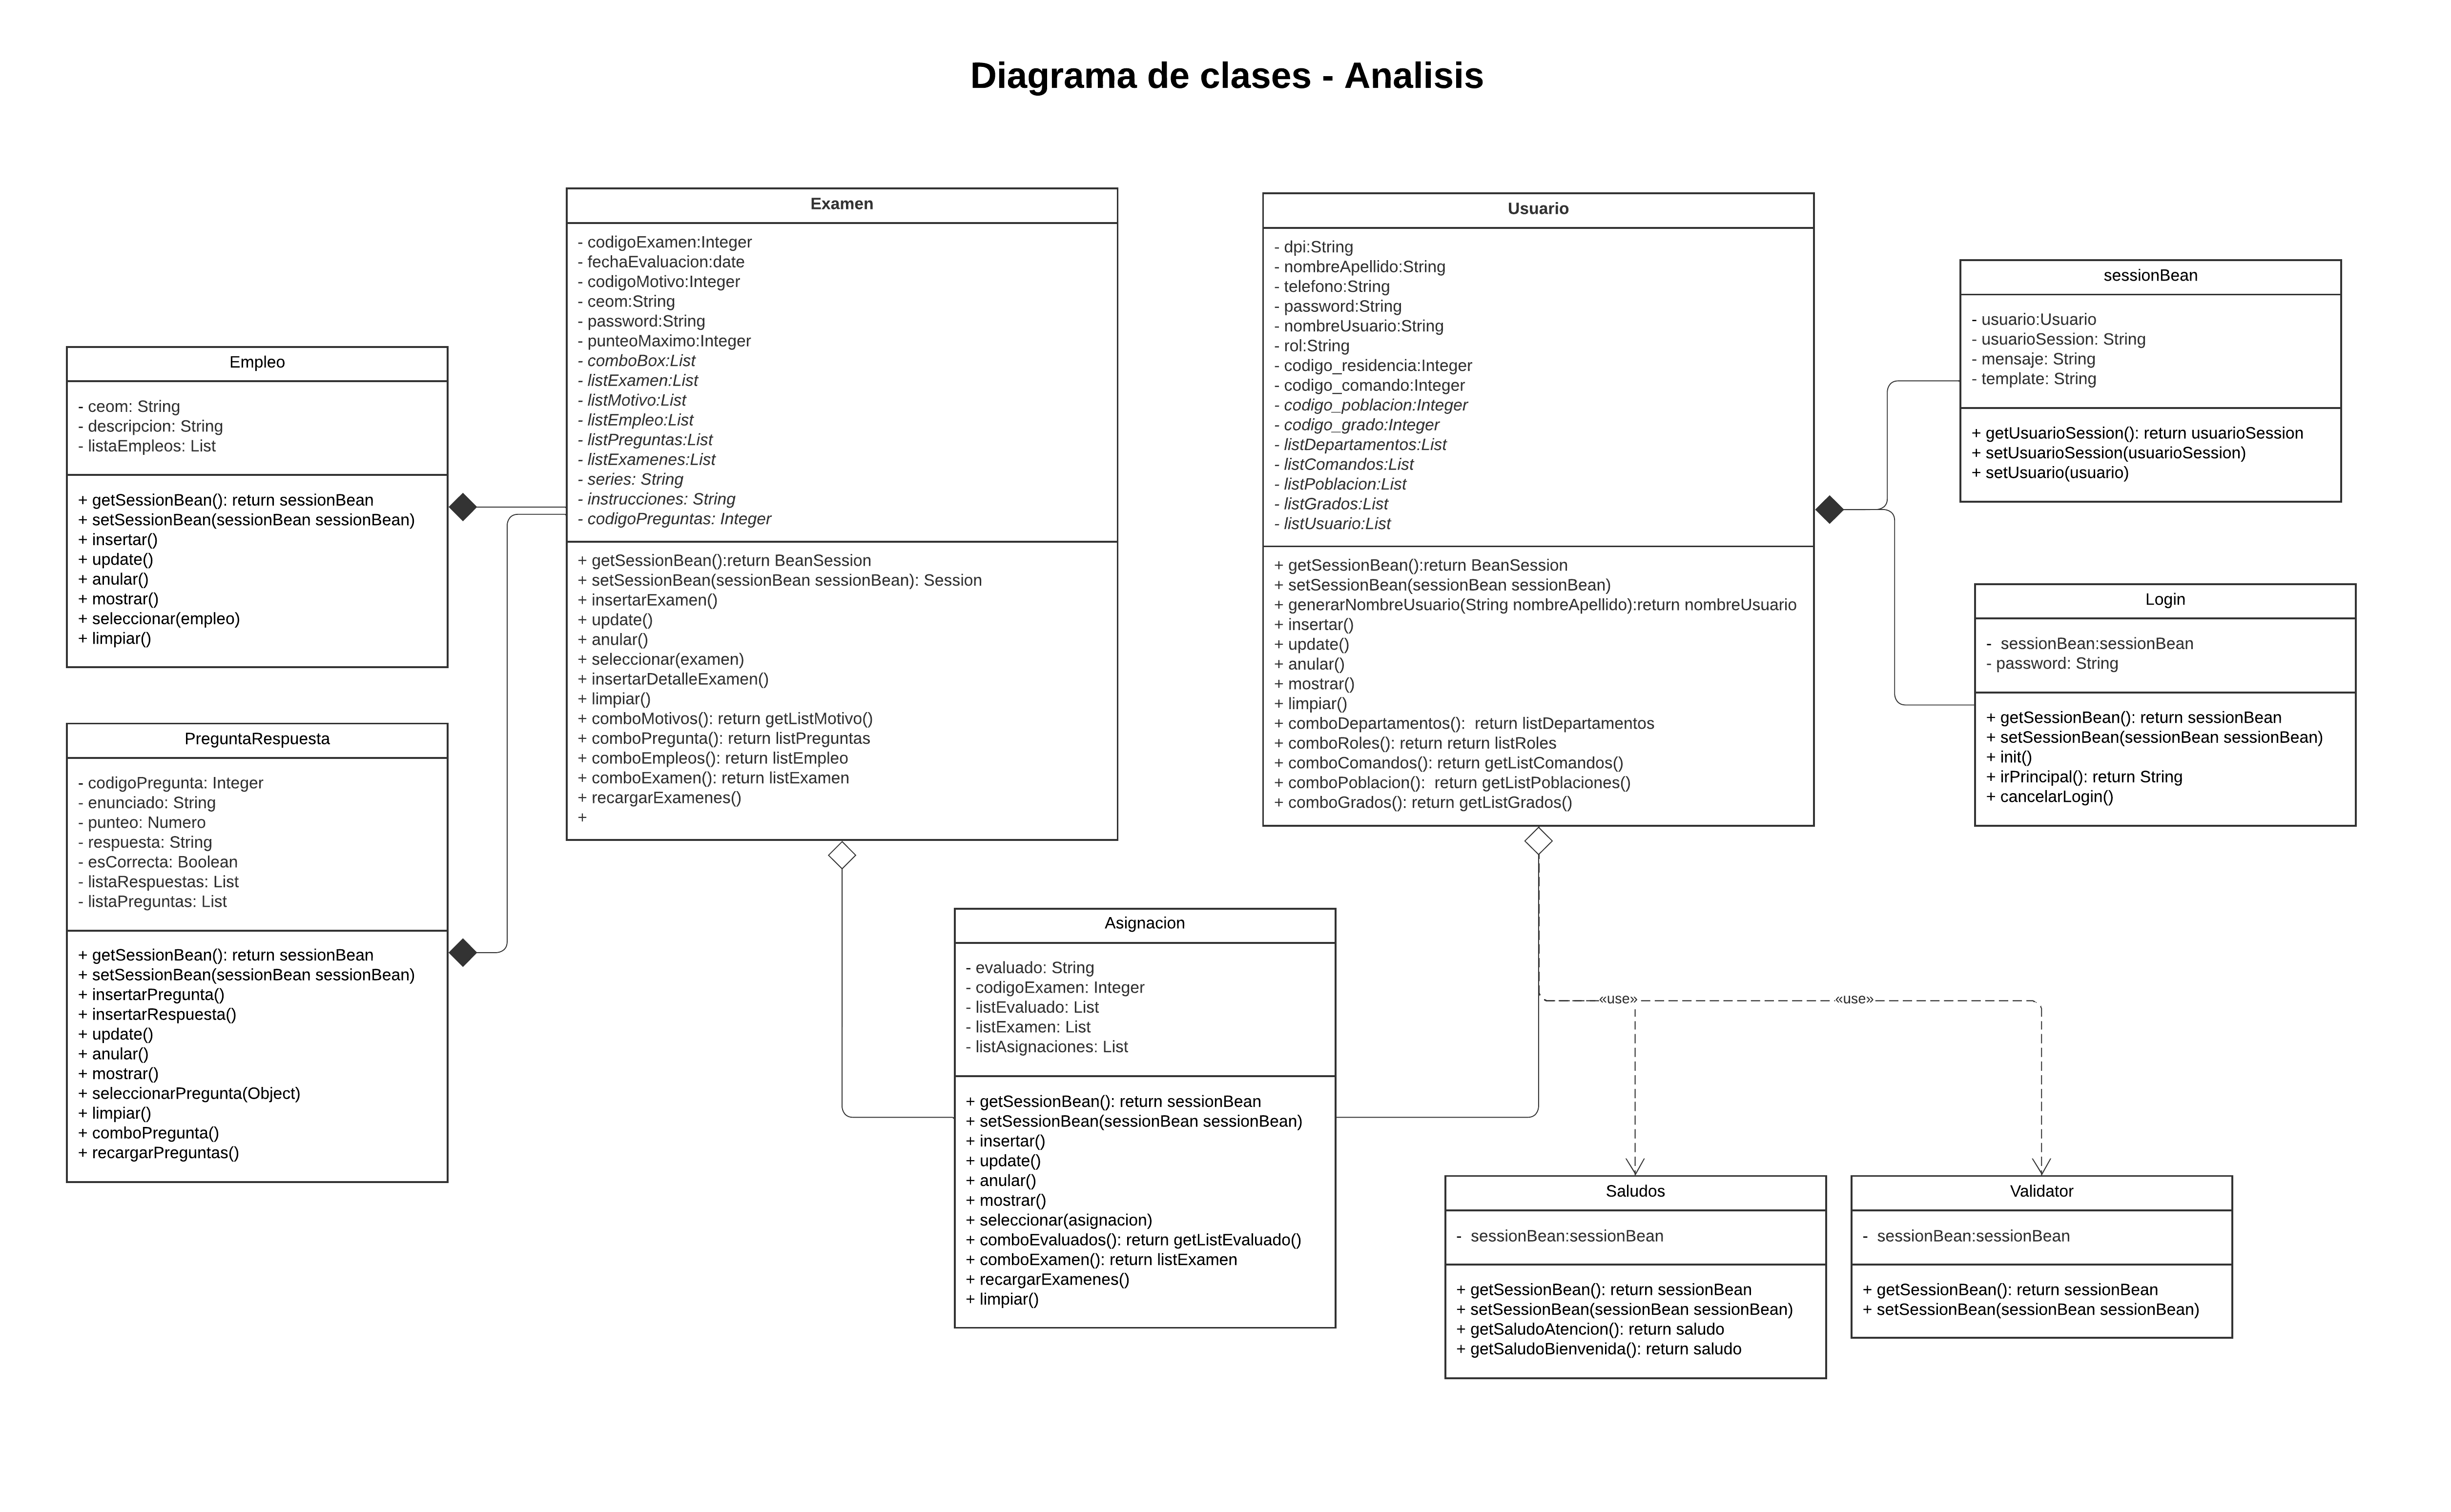 Diagrama de clases - Analisis
Empleo
- ceom: String
- descripcion: String
- listaEmpleos: List
+ getSessionBean(): return sessionBean
+ setSessionBean(sessionBean sessionBean)
+ insertar()
+ update()
+ anular()
+ mostrar()
+ seleccionar(empleo)
+ limpiar()
PreguntaRespuesta
- codigoPregunta: Integer
- enunciado: String
- punteo: Numero
- respuesta: String
- esCorrecta: Boolean
- listaRespuestas: List
- listaPreguntas: List
+ getSessionBean(): return sessionBean
+ setSessionBean(sessionBean sessionBean)
+ insertarPregunta()
+ insertarRespuesta()
+ update()
+ anular()
+ mostrar()
+ seleccionarPregunta(Object)
+ limpiar()
+ comboPregunta()
+ recargarPreguntas()
Examen
- codigoExamen:Integer
- fechaEvaluacion:date
- codigoMotivo:Integer
- ceom:String
- password:String
- punteoMaximo:Integer
- comboBox:List
- listExamen:List
- listMotivo:List
- listEmpleo:List
- listPreguntas:List
- listExamenes:List
- series: String
- instrucciones: String
- codigoPreguntas: Integer
+ getSessionBean():return BeanSession
+ setSessionBean(sessionBean sessionBean): Session
+ insertarExamen()
+ update()
+ anular()
+ seleccionar(examen)
+ insertarDetalleExamen()
+ limpiar()
+ comboMotivos(): return getListMotivo()
+ comboPregunta(): return listPreguntas
+ comboEmpleos(): return listEmpleo
+ comboExamen(): return listExamen
+ recargarExamenes()
+
Usuario
- dpi:String
- nombreApellido:String
- telefono:String
- password:String
- nombreUsuario:String
- rol:String
- codigo_residencia:Integer
- codigo_comando:Integer
- codigo_poblacion:Integer
- codigo_grado:Integer
- listDepartamentos:List
- listComandos:List
- listPoblacion:List
- listGrados:List
- listUsuario:List
+ getSessionBean():return BeanSession
+ setSessionBean(sessionBean sessionBean)
+ generarNombreUsuario(String nombreApellido):return nombreUsuario
+ insertar()
+ update()
+ anular()
+ mostrar()
+ limpiar()
+ comboDepartamentos():  return listDepartamentos
+ comboRoles(): return return listRoles
+ comboComandos(): return getListComandos()
+ comboPoblacion():  return getListPoblaciones()
+ comboGrados(): return getListGrados()
sessionBean
- usuario:Usuario
- usuarioSession: String
- mensaje: String
- template: String
+ getUsuarioSession(): return usuarioSession
+ setUsuarioSession(usuarioSession)
+ setUsuario(usuario)
Login
-  sessionBean:sessionBean
- password: String
+ getSessionBean(): return sessionBean
+ setSessionBean(sessionBean sessionBean)
+ init()
+ irPrincipal(): return String
+ cancelarLogin()
Asignacion
- evaluado: String
- codigoExamen: Integer
- listEvaluado: List
- listExamen: List
- listAsignaciones: List
+ getSessionBean(): return sessionBean
+ setSessionBean(sessionBean sessionBean)
+ insertar()
+ update()
+ anular()
+ mostrar()
+ seleccionar(asignacion)
+ comboEvaluados(): return getListEvaluado()
+ comboExamen(): return listExamen
+ recargarExamenes()
+ limpiar()
«use»
«use»
Saludos
-  sessionBean:sessionBean
+ getSessionBean(): return sessionBean
+ setSessionBean(sessionBean sessionBean)
+ getSaludoAtencion(): return saludo
+ getSaludoBienvenida(): return saludo
Validator
-  sessionBean:sessionBean
+ getSessionBean(): return sessionBean
+ setSessionBean(sessionBean sessionBean)